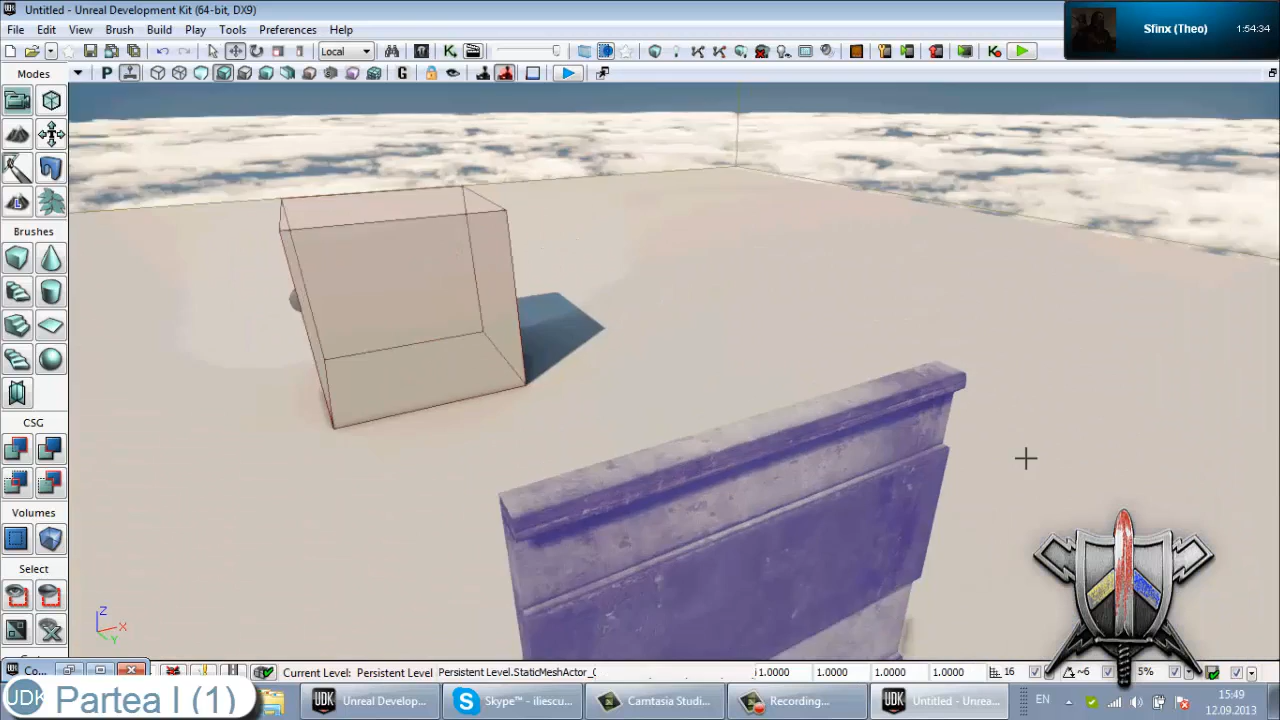 Untitled - Unreal Development Kit (64-bit, DX9)
Sfinx (Theo)
1:54:34
File Edit View Brush Build Play Tools Preferences Help
Local
P
G
Modes
Brushes
CSG
Volumes
Select
Z
X
Y
Co...
Current Level: Persistent Level
Persistent Level.StaticMeshActor_0
1.0000
1.0000
1.0000
1.0000
16
5%
UDK
Partea I (1)
Unreal Develop...
Skype™ - iliescu...
Camtasia Studi...
Recording...
Untitled - Unrea...
EN
15:49
12.09.2013